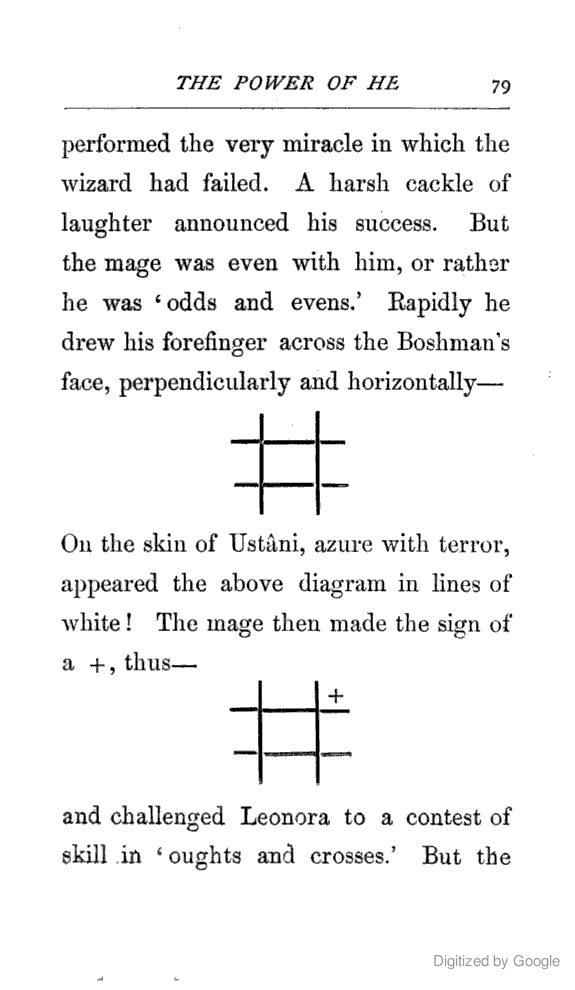 THE POWER OF HE 79
performed the very miracle in which the
wizard had failed. A harsh cackle of
laughter announced his success. But
the mage was even with him, or rather
he was ‘odds and evens.’ Rapidly he
drew his forefinger across the Boshman's
face, perpendicularly and horizontally—
On the skin of Ustâni, azure with terror,
appeared the above diagram in lines of
white! The mage then made the sign of
a +, thus—
+
and challenged Leonora to a contest of
skill in ‘oughts and crosses.’ But the
Digitized by Google